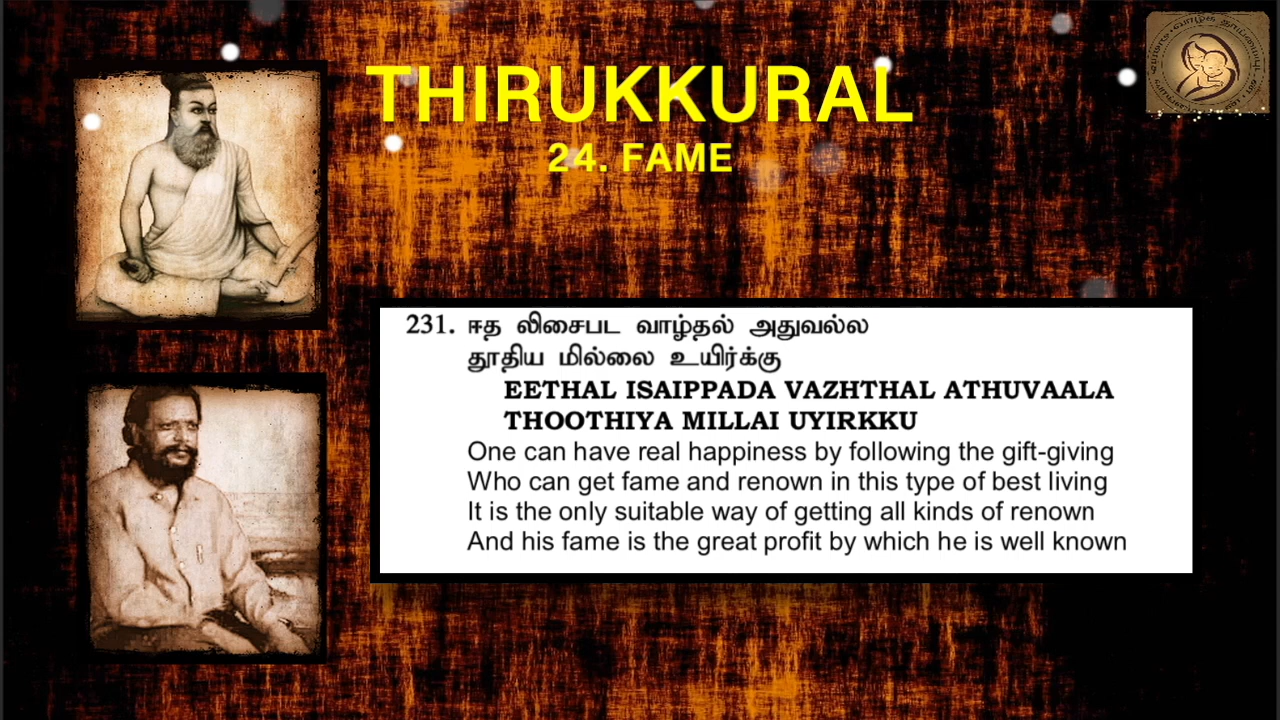 THIRUKKURAL
24. FAME
231. ஈத லிசைபட வாழ்தல் அதுவல்ல
தூதிய மில்லை உயிர்க்கு
EETHAL ISAIPPADA VAZHTHAL ATHUVAALA
THOOTHIYA MILLAI UYIRKKU
One can have real happiness by following the gift-giving
Who can get fame and renown in this type of best living
It is the only suitable way of getting all kinds of renown
And his fame is the great profit by which he is well known